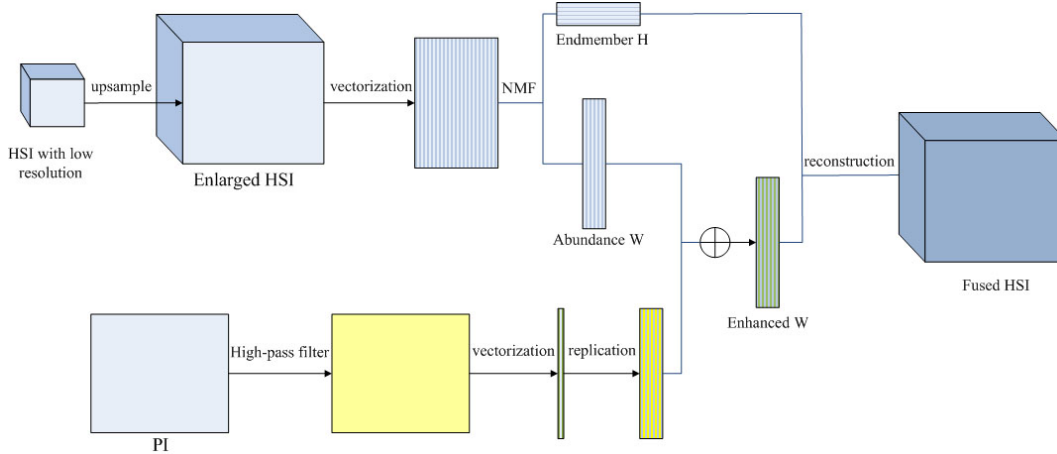 HSI with low
resolution
upsample
Enlarged HSI
vectorization
NMF
Endmember H
Abundance W
reconstruction
Enhanced W
Fused HSI
PI
High-pass filter
vectorization
replication